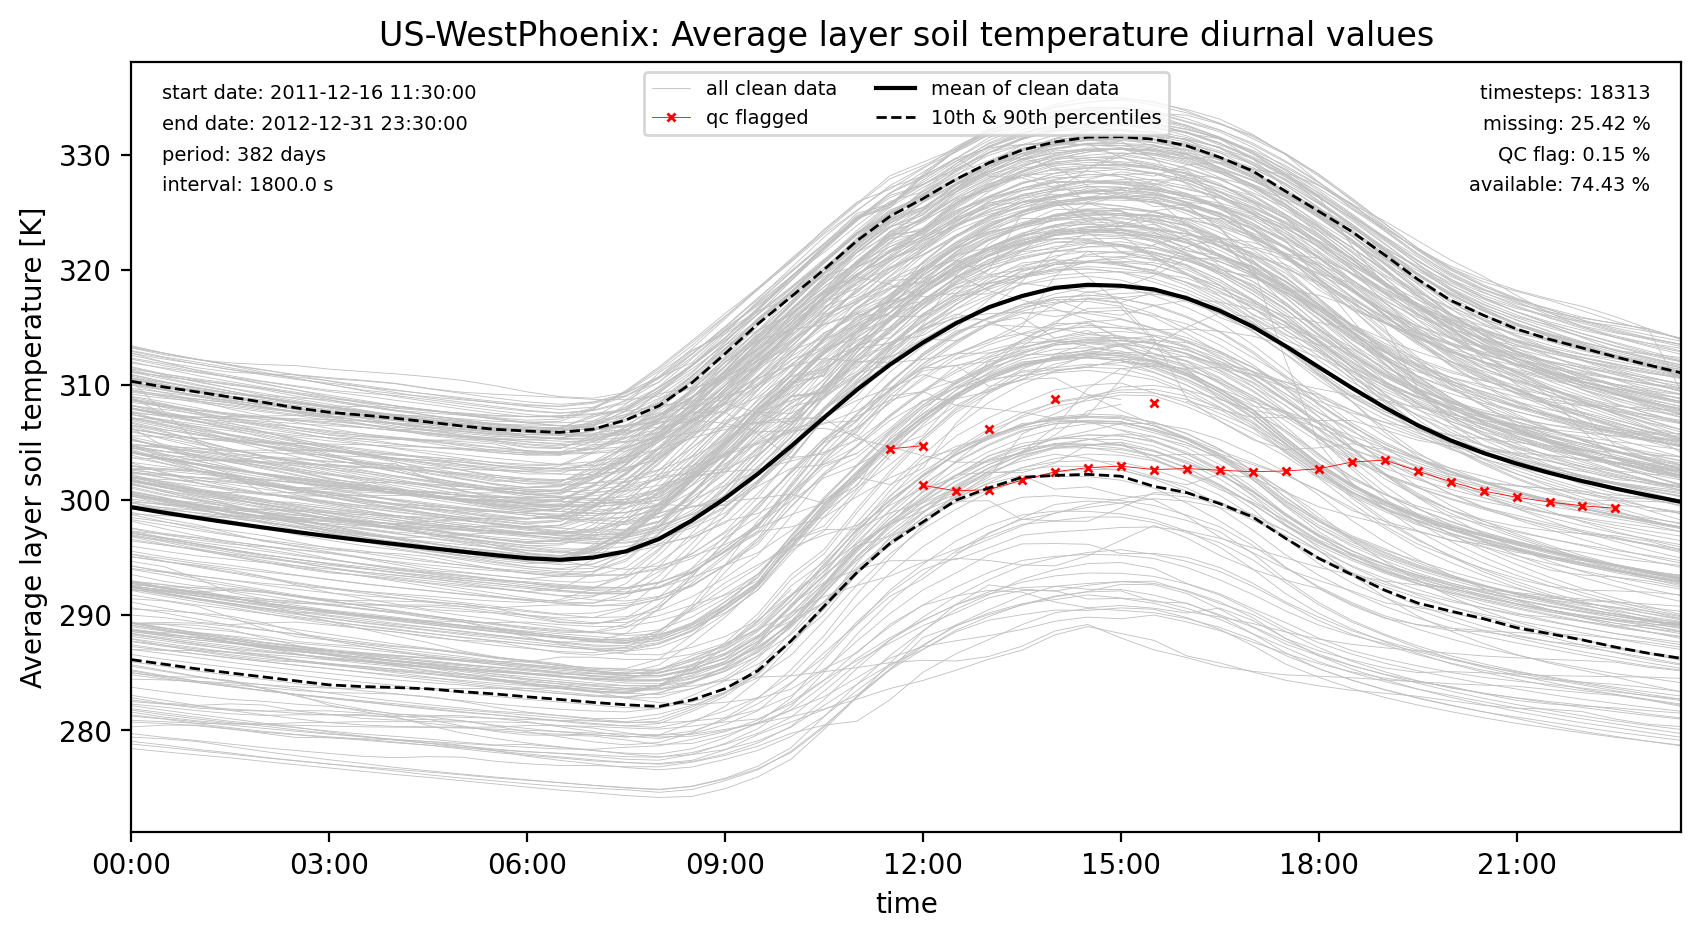 US-WestPhoenix: Average layer soil temperature diurnal values
start date: 2011-12-16 11:30:00
end date: 2012-12-31 23:30:00
period: 382 days
interval: 1800.0 s
all clean data
qc flagged
mean of clean data
10th & 90th percentiles
timesteps: 18313
missing: 25.42 %
QC flag: 0.15 %
available: 74.43 %
Average layer soil temperature [K]
330
320
310
300
290
280
00:00 03:00 06:00 09:00 12:00 15:00 18:00 21:00
time